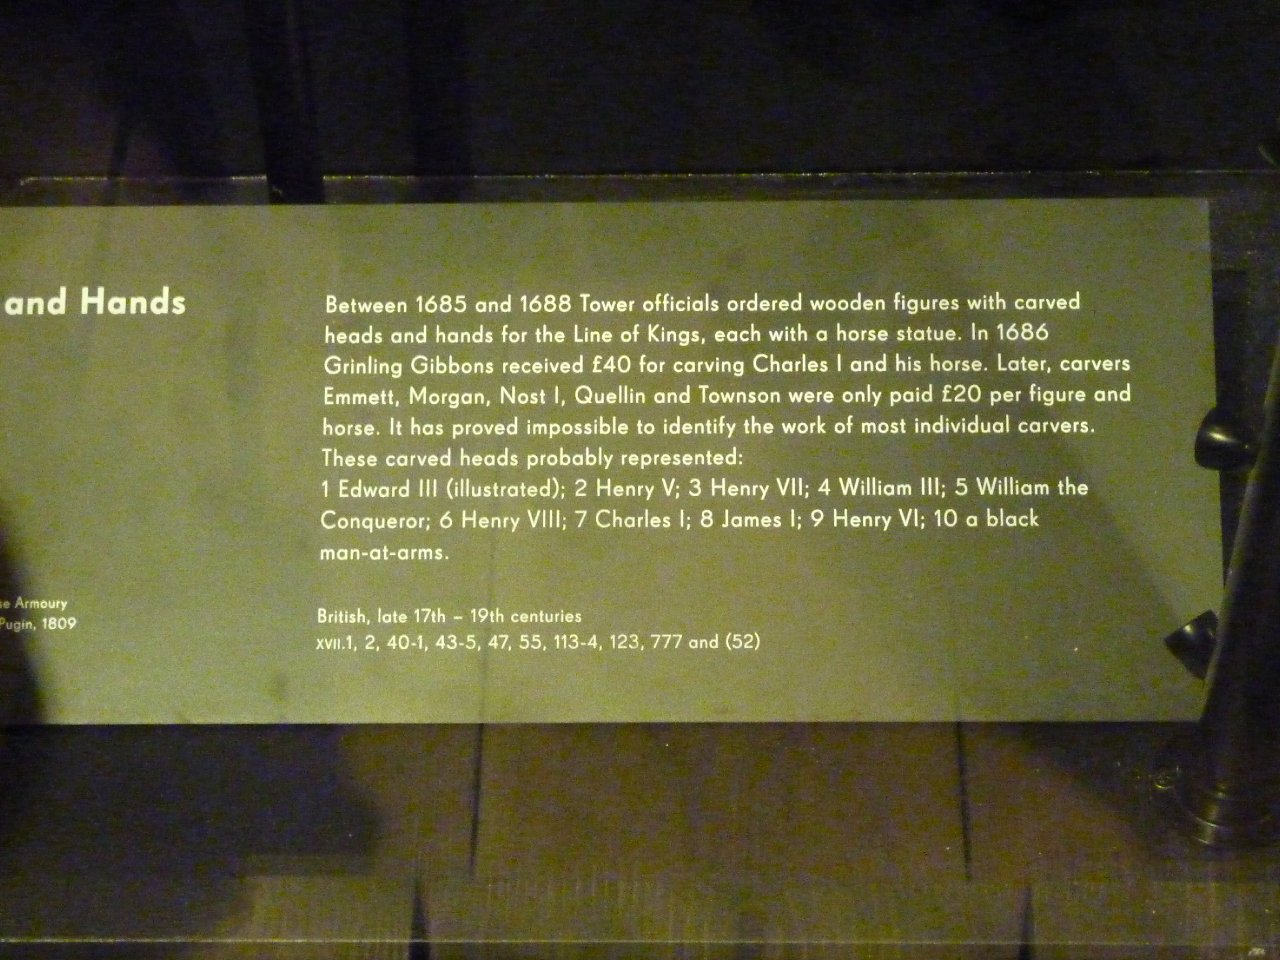 and Hands
Between 1685 and 1688 Tower officials ordered wooden figures with carved
heads and hands for the Line of Kings, each with a horse statue. In 1686
Grinling Gibbons received £40 for carving Charles I and his horse. Later, carvers
Emmett, Morgan, Nost I, Quellin and Townson were only paid £20 per figure and
horse. It has proved impossible to identify the work of most individual carvers.
These carved heads probably represented:
1 Edward III (illustrated); 2 Henry V; 3 Henry VII; 4 William III; 5 William the
Conqueror; 6 Henry VIII; 7 Charles I; 8 James I; 9 Henry VI; 10 a black
man-at-arms.
Armoury
Pugin, 1809
British, late 17th – 19th centuries
XVII.1, 2, 40-1, 43-5, 47, 55, 113-4, 123, 777 and (52)